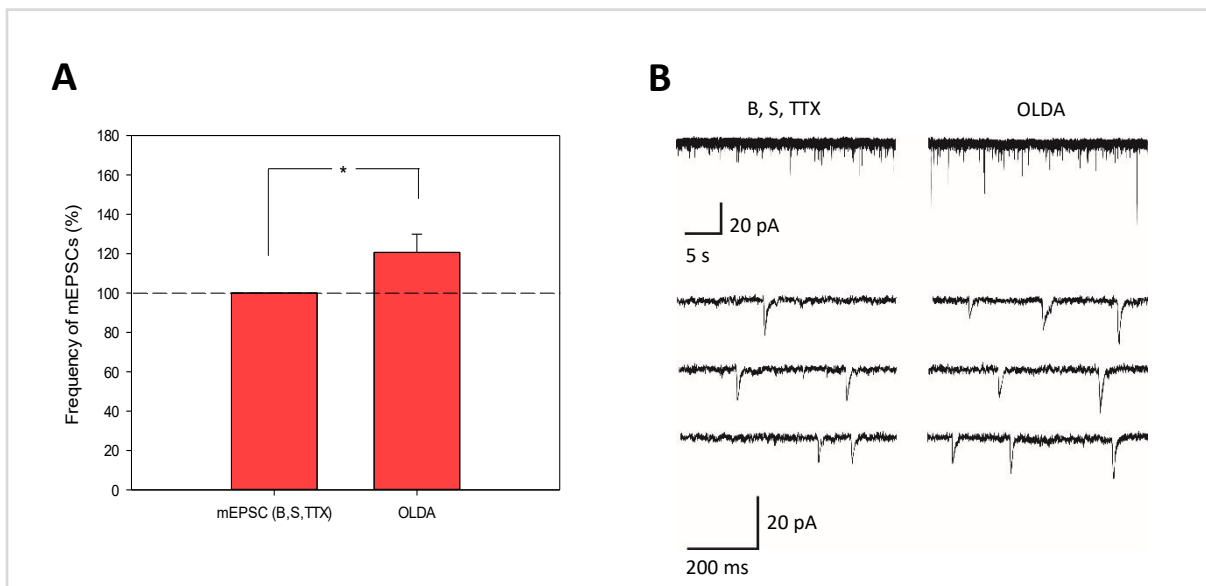 A
180
160
140
120
100
80
60
40
20
0
Frequency of mEPSCs (%)
*
mEPSC (B,S,TTX)
OLDA
B
B, S, TTX
OLDA
20 pA
5 s
20 pA
200 ms